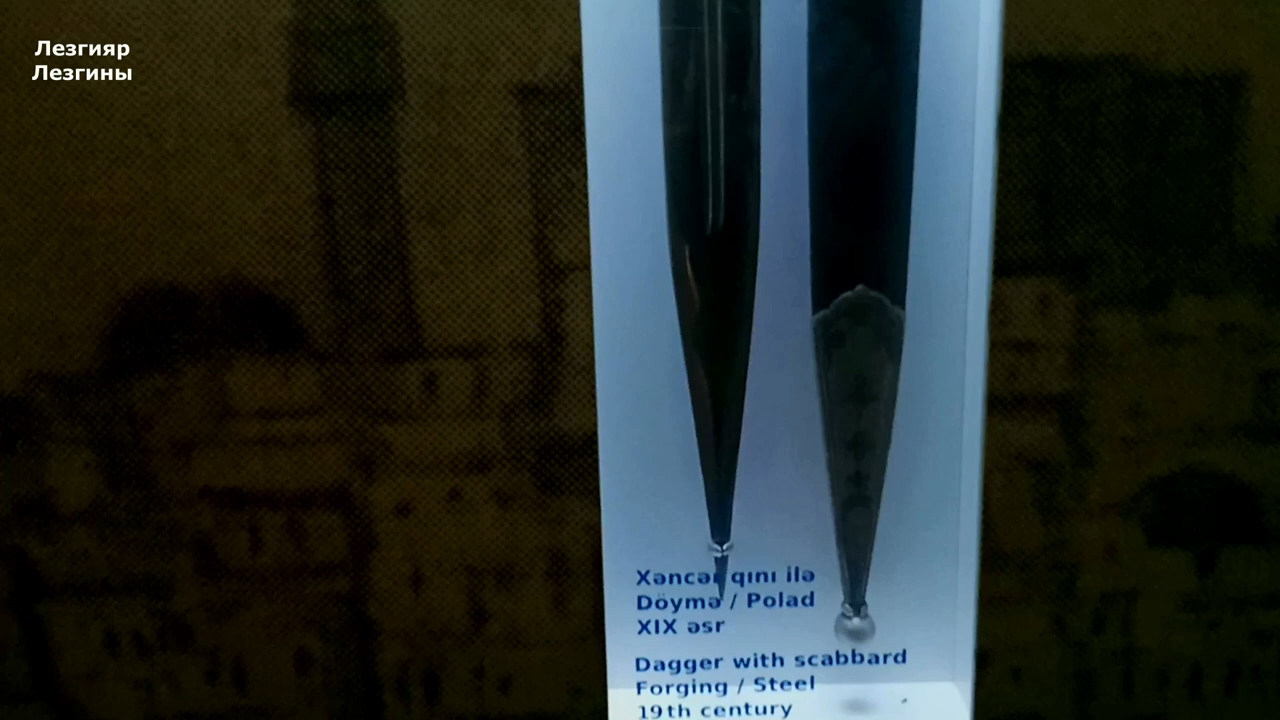 Лезгияр
Лезгины
Xəncər qını ilə
Döymə / Polad
XIX əsr
Dagger with scabbard
Forging / Steel
19th century